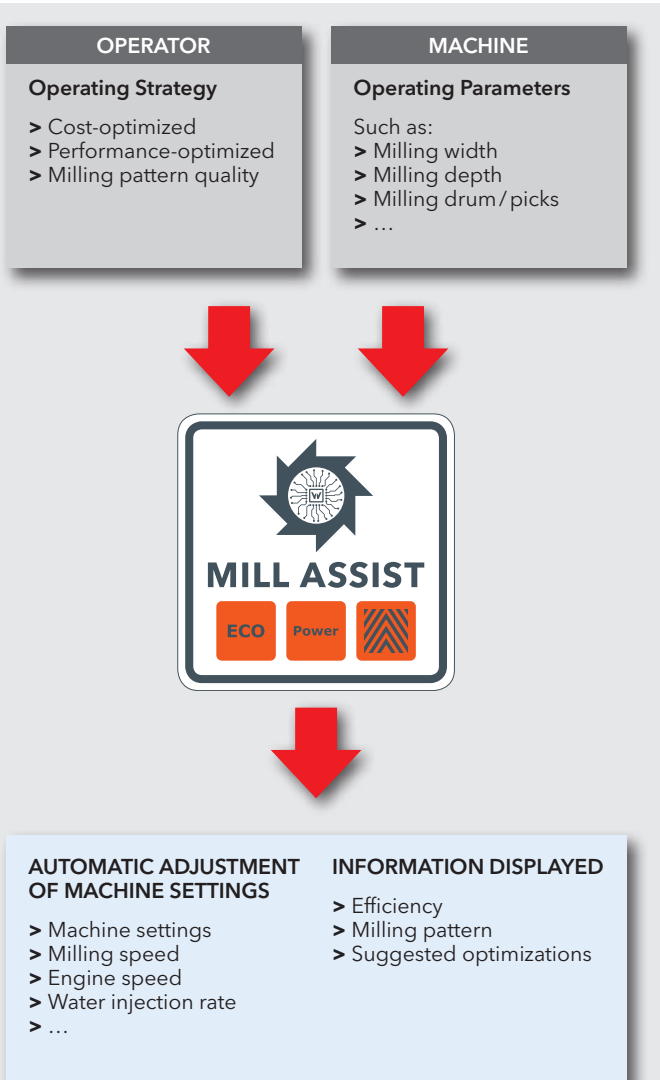 OPERATOR
Operating Strategy
> Cost-optimized
> Performance-optimized
> Milling pattern quality
MACHINE
Operating Parameters
Such as:
> Milling width
> Milling depth
> Milling drum / picks
> …
W
MILL ASSIST
ECO
Power
AUTOMATIC ADJUSTMENT
OF MACHINE SETTINGS
> Machine settings
> Milling speed
> Engine speed
> Water injection rate
> …
INFORMATION DISPLAYED
> Efficiency
> Milling pattern
> Suggested optimizations